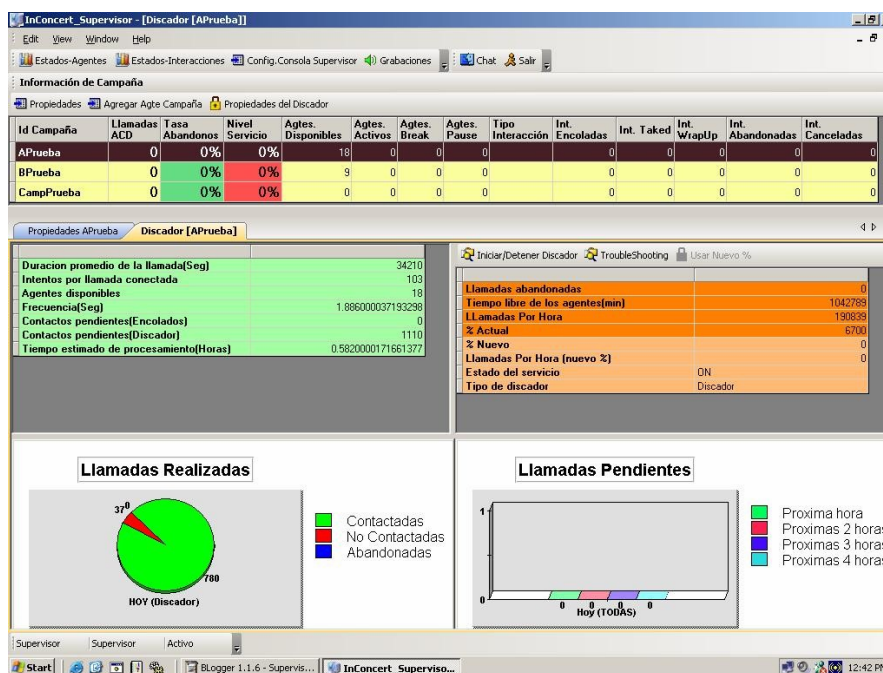 InConcert_Supervisor - [Discador [APrueba]]
Edit View Window Help
Estados-Agentes Estados-Interacciones Config.Consola Supervisor Grabaciones Chat Salir
Información de Campaña
Propiedades Agregar Agte Campaña Propiedades del Discador
Id Campaña Llamadas ACD Tasa Abandonos Nivel Servicio Agtes. Disponibles Agtes. Activos Agtes. Break Agtes. Pause Tipo Interacción Int. Encoladas Int. Taked Int. WrapUp Int. Abandonadas Int. Canceladas
APrueba 0 0% 0% 18 0 0 0 0 0 0 0 0
BPrueba 0 0% 0% 9 0 0 0 0 0 0 0 0
CampPrueba 0 0% 0% 0 0 0 0 0 0 0 0 0
Propiedades APrueba Discador [APrueba]
Duracion promedio de la llamada(Seg) 34210
Intentos por llamada conectada 103
Agentes disponibles 18
Frecuencia(Seg) 1.886000037193298
Contactos pendientes(Encolados) 0
Contactos pendientes(Discador) 1110
Tiempo estimado de procesamiento(Horas) 0.5820000171661377
Iniciar/Detener Discador TroubleShooting Usar Nuevo %
Llamadas abandonadas 0
Tiempo libre de los agentes(min) 1042789
LLamadas Por Hora 190839
% Actual 6700
% Nuevo 0
Llamadas Por Hora (nuevo %) 0
Estado del servicio ON
Tipo de discador Discador
Llamadas Realizadas
37 0
780
HOY (Discador)
Contactadas
No Contactadas
Abandonadas
Llamadas Pendientes
1
0
0 0 0 0
Hoy (TODAS)
Proxima hora
Proximas 2 horas
Proximas 3 horas
Proximas 4 horas
Supervisor Supervisor Activo
Start BLogger 1.1.6 - Supervis... InConcert_Superviso... 12:42 PM